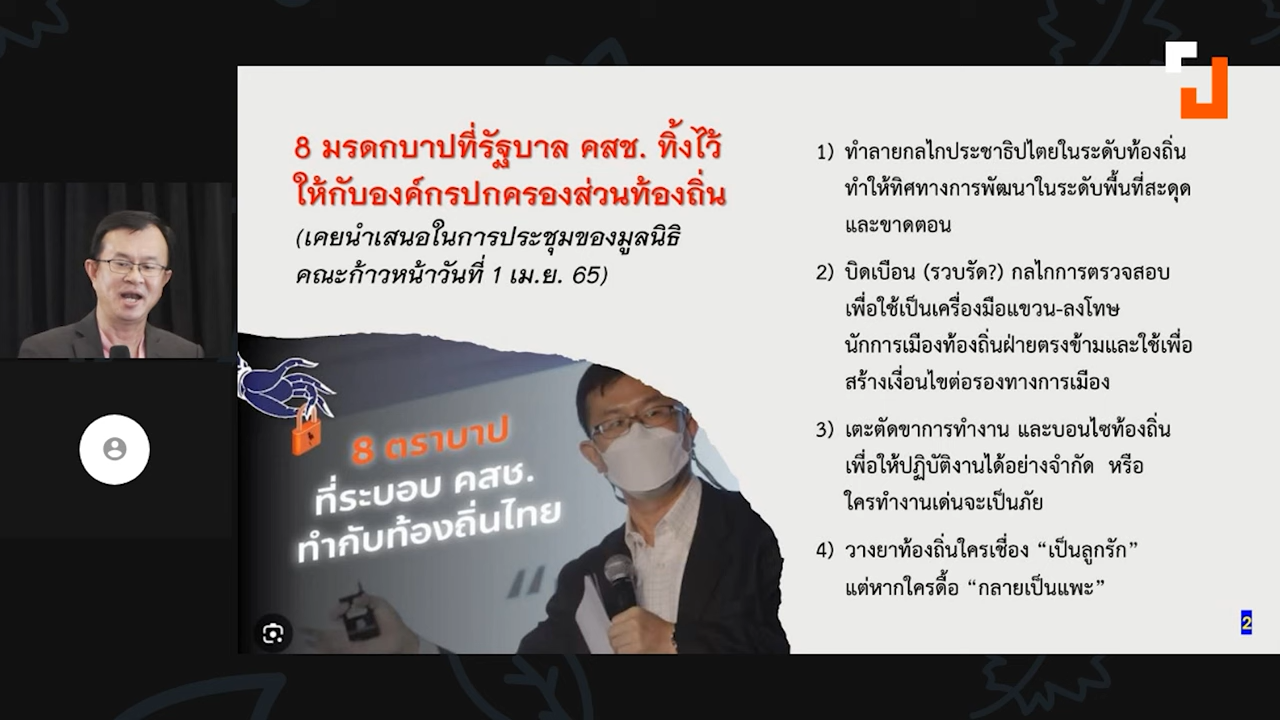 8 มรดกบาปที่รัฐบาล คสช. ทิ้งไว้
ให้กับองค์กรปกครองส่วนท้องถิ่น
(เคยนำเสนอในการประชุมของมูลนิธิ
คณะก้าวหน้าวันที่ 1 เม.ย. 65)
8 ตราบาป
ที่ระบอบ คสช.
ทำกับท้องถิ่นไทย
1) ทำลายกลไกประชาธิปไตยในระดับท้องถิ่น
ทำให้ทิศทางการพัฒนาในระดับพื้นที่สะดุด
และขาดตอน
2) บิดเบือน (รวบรัด?) กลไกการตรวจสอบ
เพื่อใช้เป็นเครื่องมือแขวน-ลงโทษ
นักการเมืองท้องถิ่นฝ่ายตรงข้ามและใช้เพื่อ
สร้างเงื่อนไขต่อรองทางการเมือง
3) เตะตัดขาการทำงาน และบอนไซท้องถิ่น
เพื่อให้ปฏิบัติงานได้อย่างจำกัด หรือ
ใครทำงานเด่นจะเป็นภัย
4) วางยาท้องถิ่นใครเชื่อง “เป็นลูกรัก”
แต่หากใครดื้อ “กลายเป็นแพะ”
2